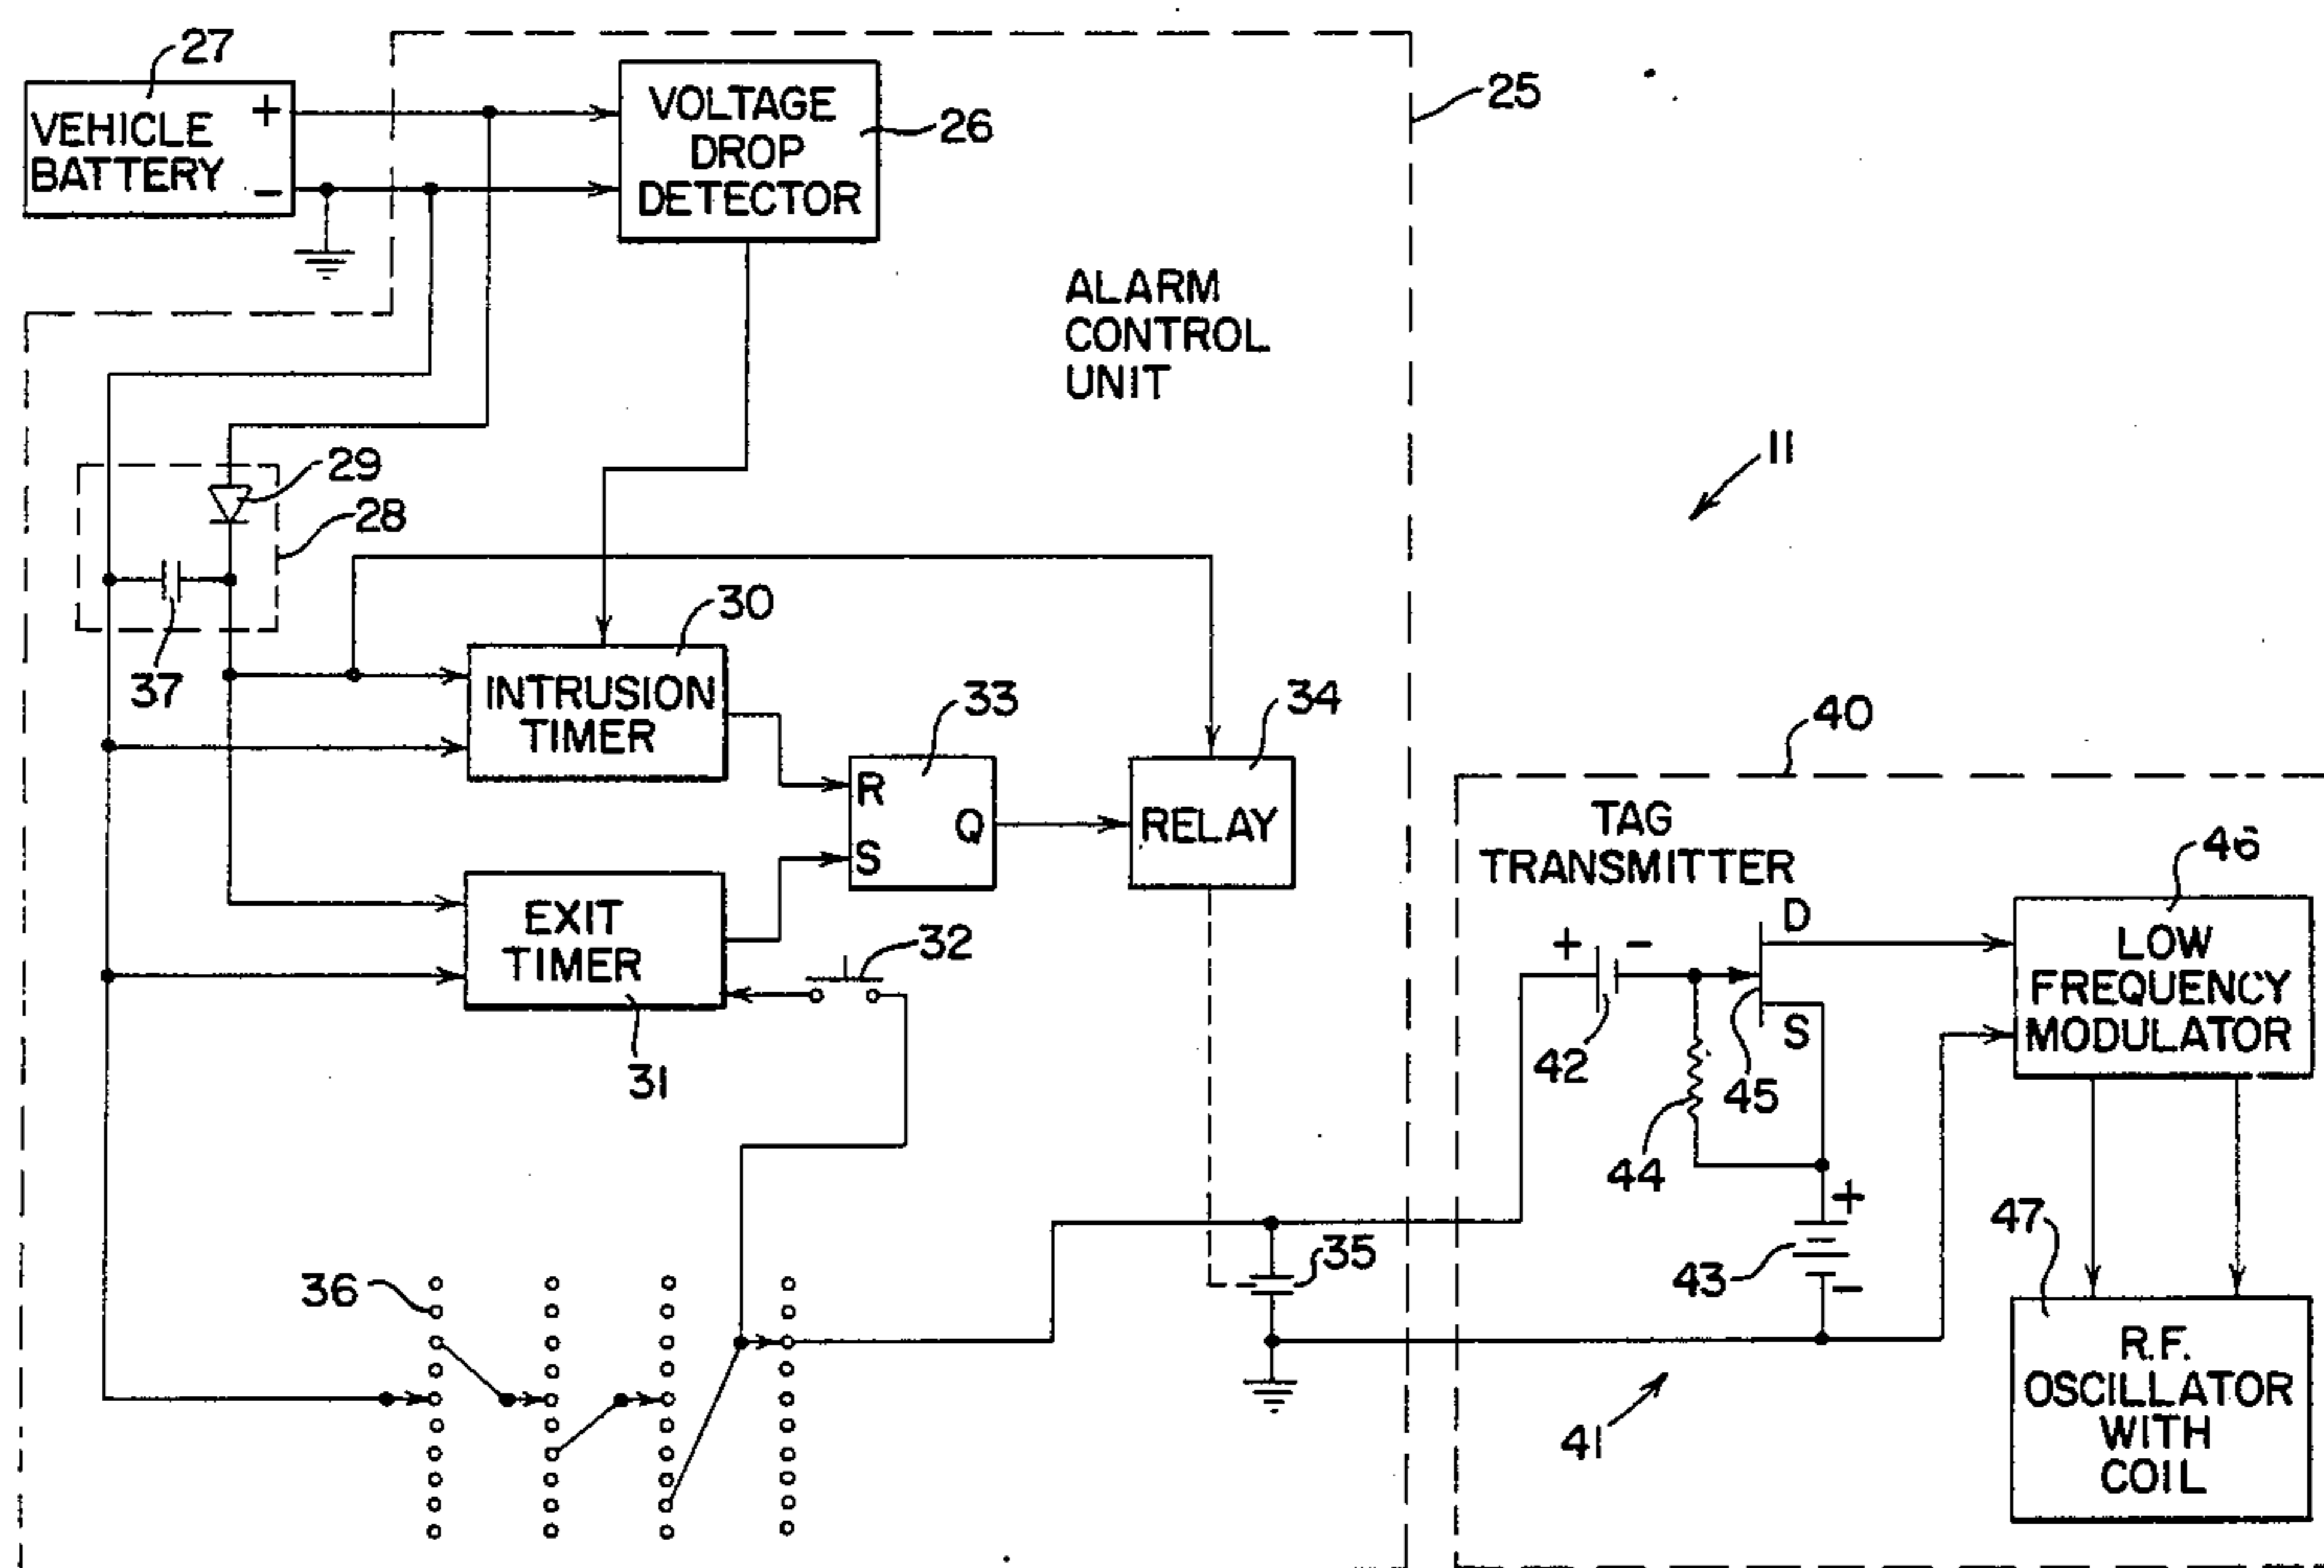 27
VEHICLE
BATTERY
+
-
VOLTAGE
DROP
DETECTOR
26
25
ALARM
CONTROL
UNIT
11
29
28
37
30
INTRUSION
TIMER
33
R
S
Q
34
RELAY
EXIT
TIMER
31
32
36
35
40
TAG
TRANSMITTER
+
-
42
D
S
45
44
+
43
-
41
46
LOW
FREQUENCY
MODULATOR
47
R.F.
OSCILLATOR
WITH
COIL